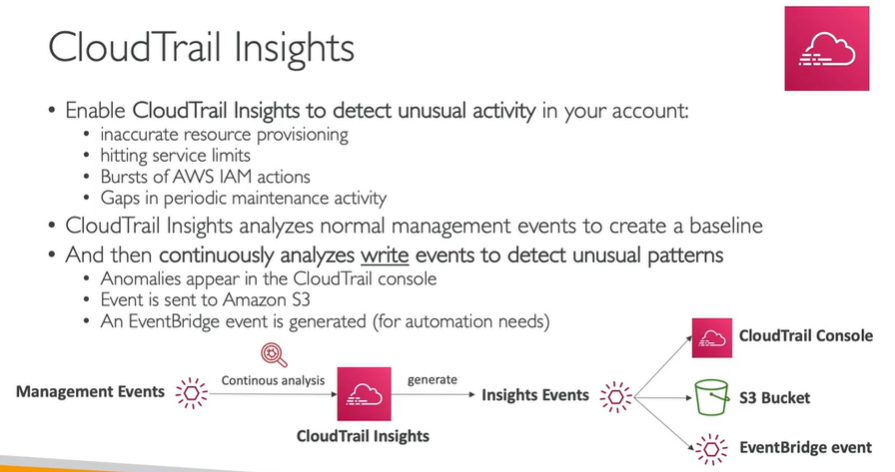 CloudTrail Insights
• Enable CloudTrail Insights to detect unusual activity in your account:
• inaccurate resource provisioning
• hitting service limits
• Bursts of AWS IAM actions
• Gaps in periodic maintenance activity
• CloudTrail Insights analyzes normal management events to create a baseline
• And then continuously analyzes write events to detect unusual patterns
• Anomalies appear in the CloudTrail console
• Event is sent to Amazon S3
• An EventBridge event is generated (for automation needs)
Management Events
Continous analysis
CloudTrail Insights
generate
Insights Events
CloudTrail Console
S3 Bucket
EventBridge event